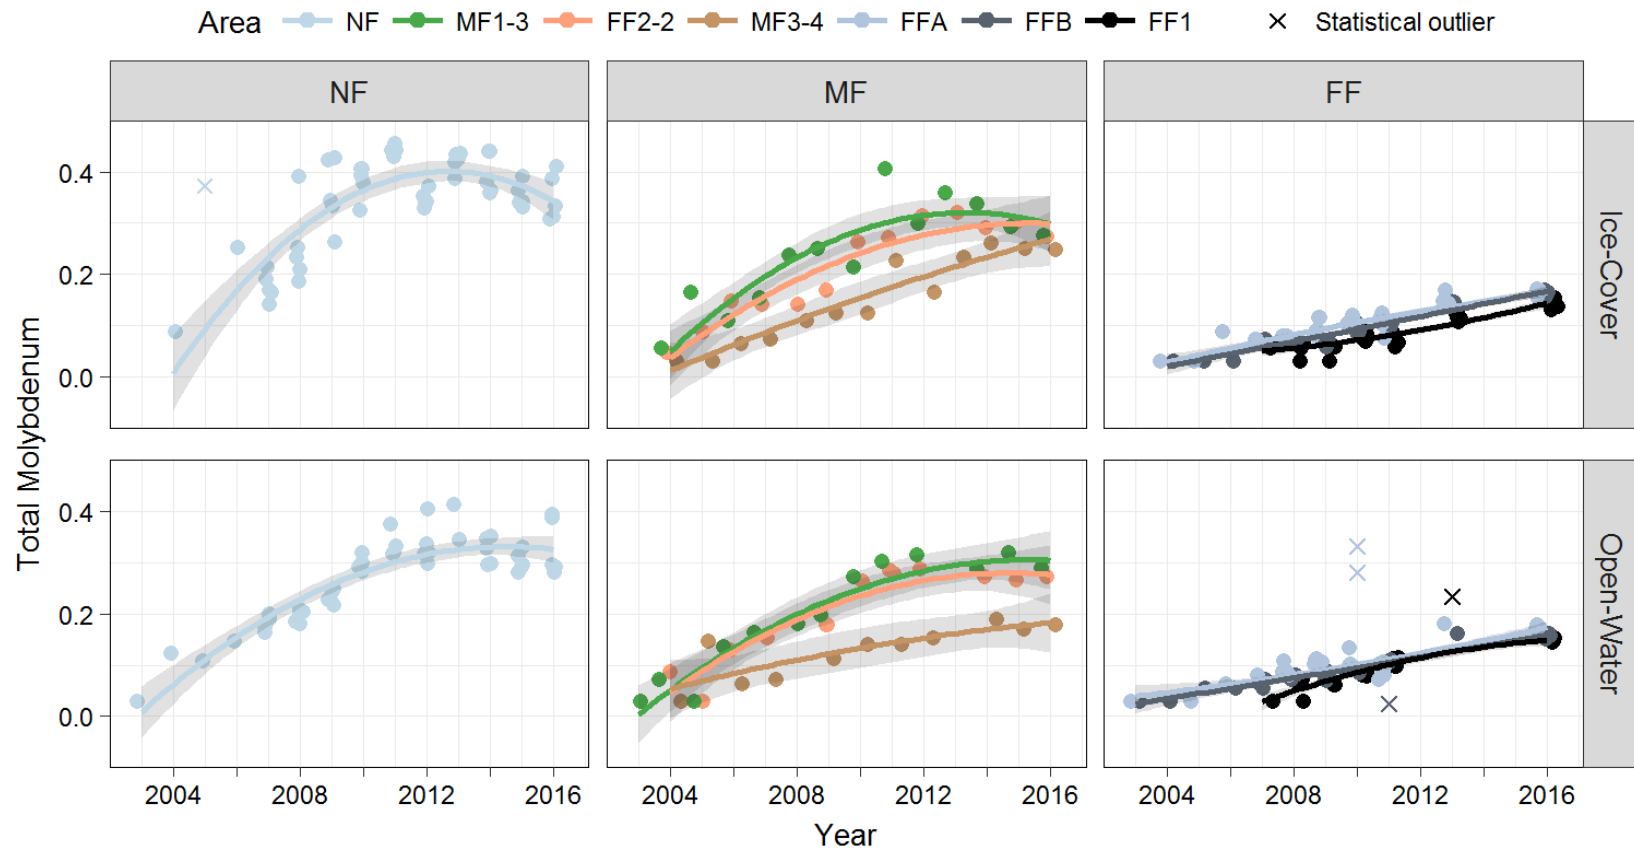 Area NF MF1-3 FF2-2 MF3-4 FFA FFB FF1 Statistical outlier
NF MF FF
Total Molybdenum
0.4
0.2
0.0
Ice-Cover
0.4
0.2
0.0
Open-Water
2004 2008 2012 2016 2004 2008 2012 2016 2004 2008 2012 2016
Year